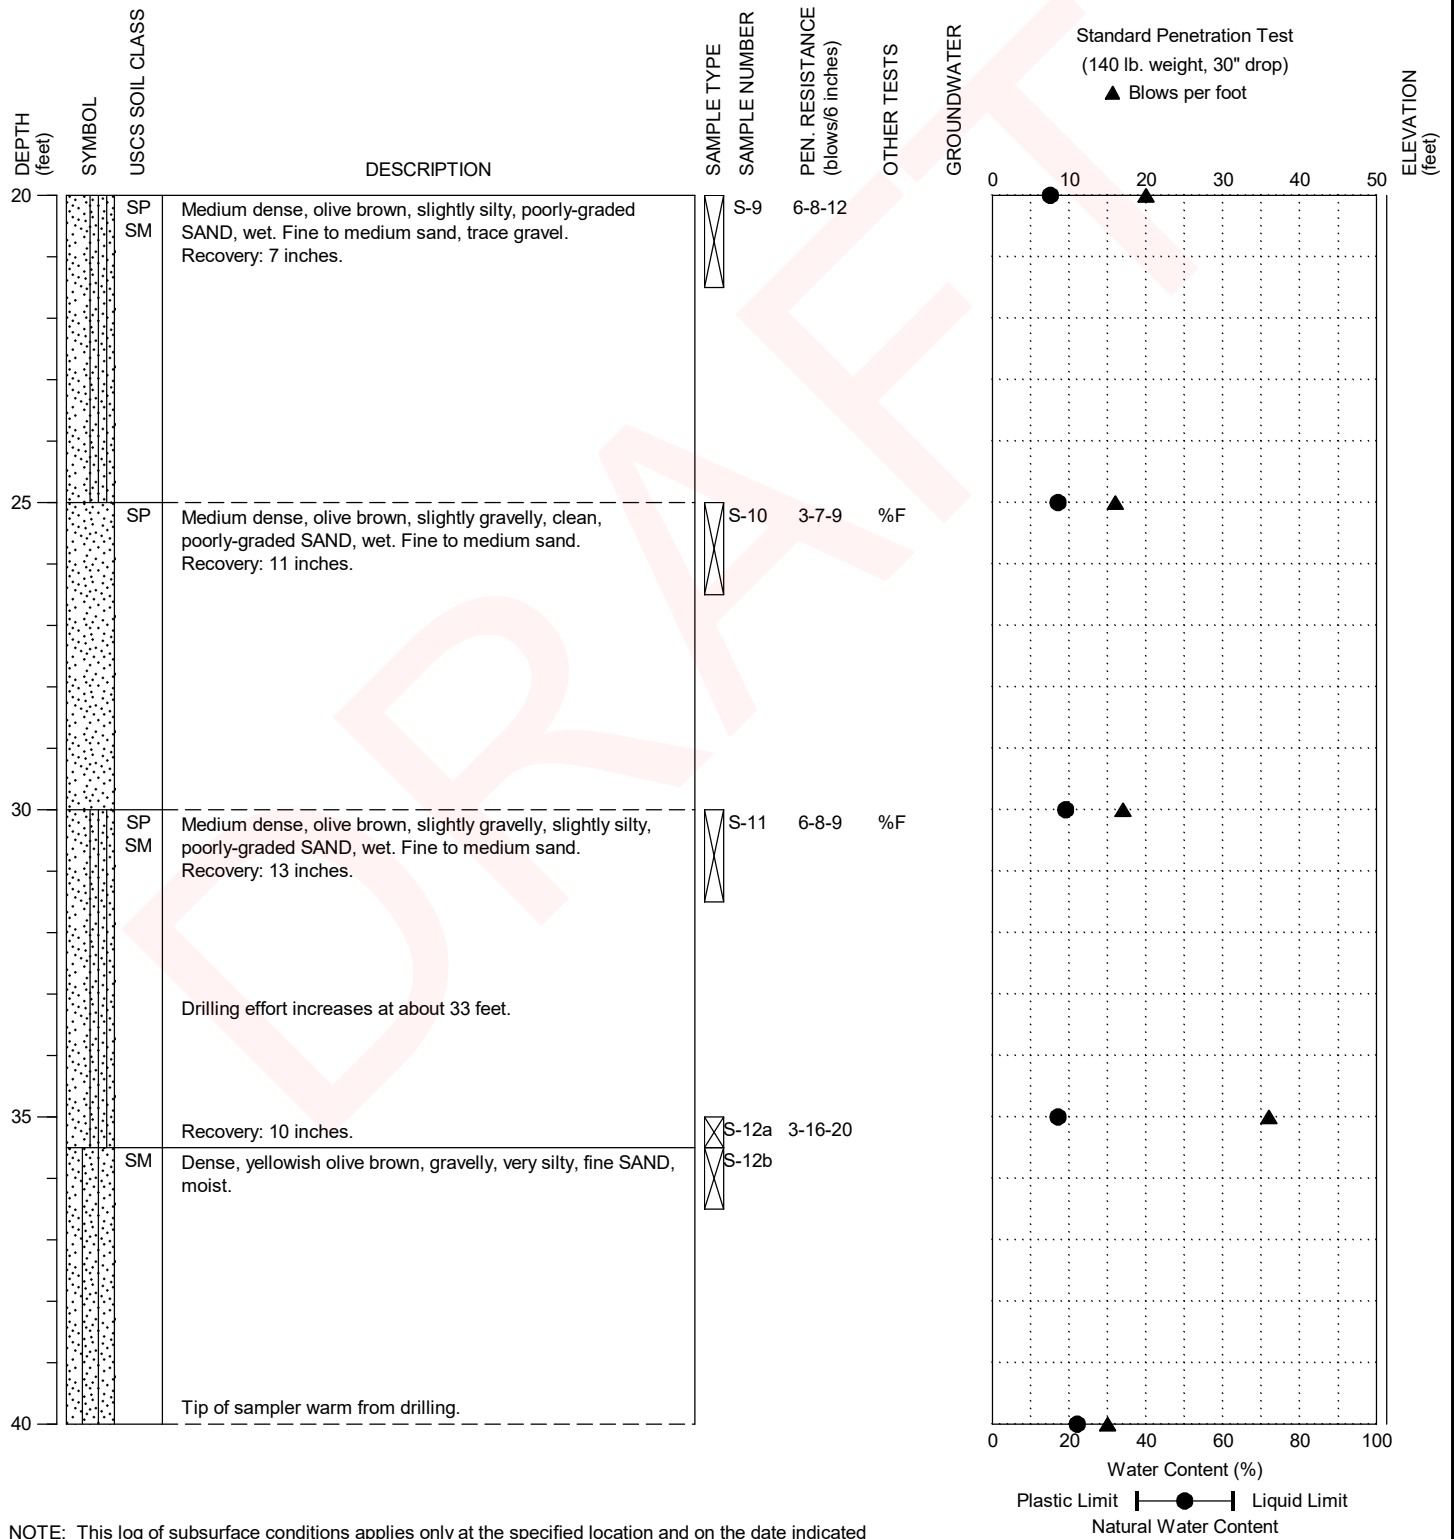 DEPTH
(feet)
SYMBOL
USCS SOIL CLASS
DESCRIPTION
SAMPLE TYPE
SAMPLE NUMBER
PEN. RESISTANCE
(blows/6 inches)
OTHER TESTS
GROUNDWATER
Standard Penetration Test
(140 lb. weight, 30" drop)
▲ Blows per foot
ELEVATION
(feet)
0 10 20 30 40 50
20
SP
SM
Medium dense, olive brown, slightly silty, poorly-graded
SAND, wet. Fine to medium sand, trace gravel.
Recovery: 7 inches.
S-9 6-8-12
25
SP
Medium dense, olive brown, slightly gravelly, clean,
poorly-graded SAND, wet. Fine to medium sand.
Recovery: 11 inches.
S-10 3-7-9 %F
30
SP
SM
Medium dense, olive brown, slightly gravelly, slightly silty,
poorly-graded SAND, wet. Fine to medium sand.
Recovery: 13 inches.
S-11 6-8-9 %F
Drilling effort increases at about 33 feet.
35
Recovery: 10 inches.
S-12a 3-16-20
SM
Dense, yellowish olive brown, gravelly, very silty, fine SAND,
moist.
S-12b
Tip of sampler warm from drilling.
40
0 20 40 60 80 100
Water Content (%)
Plastic Limit Liquid Limit
Natural Water Content
NOTE: This log of subsurface conditions applies only at the specified location and on the date indicated
DRAFT